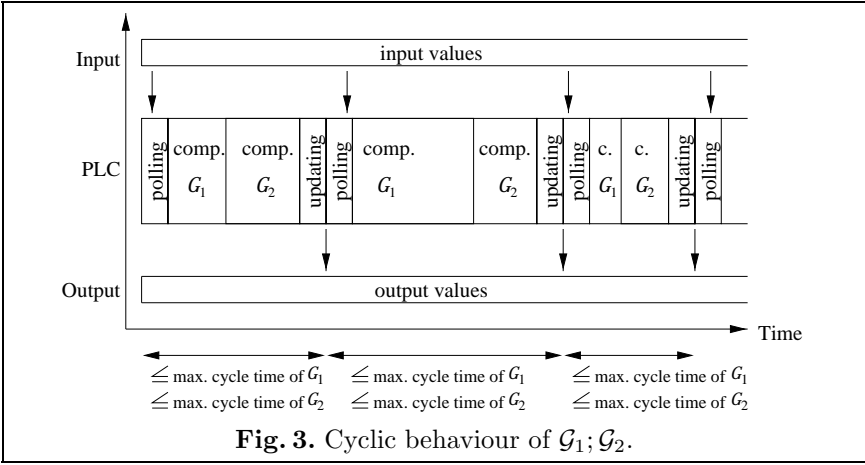 Input
input values
PLC
polling
comp.
G₁
comp.
G₂
updating
polling
comp.
G₁
comp.
G₂
updating
polling
c.
G₁
c.
G₂
updating
polling
Output
output values
Time
≦ max. cycle time of G₁
≦ max. cycle time of G₂
≦ max. cycle time of G₁
≦ max. cycle time of G₂
≦ max. cycle time of G₁
≦ max. cycle time of G₂
Fig. 3. Cyclic behaviour of 𝒢₁; 𝒢₂.